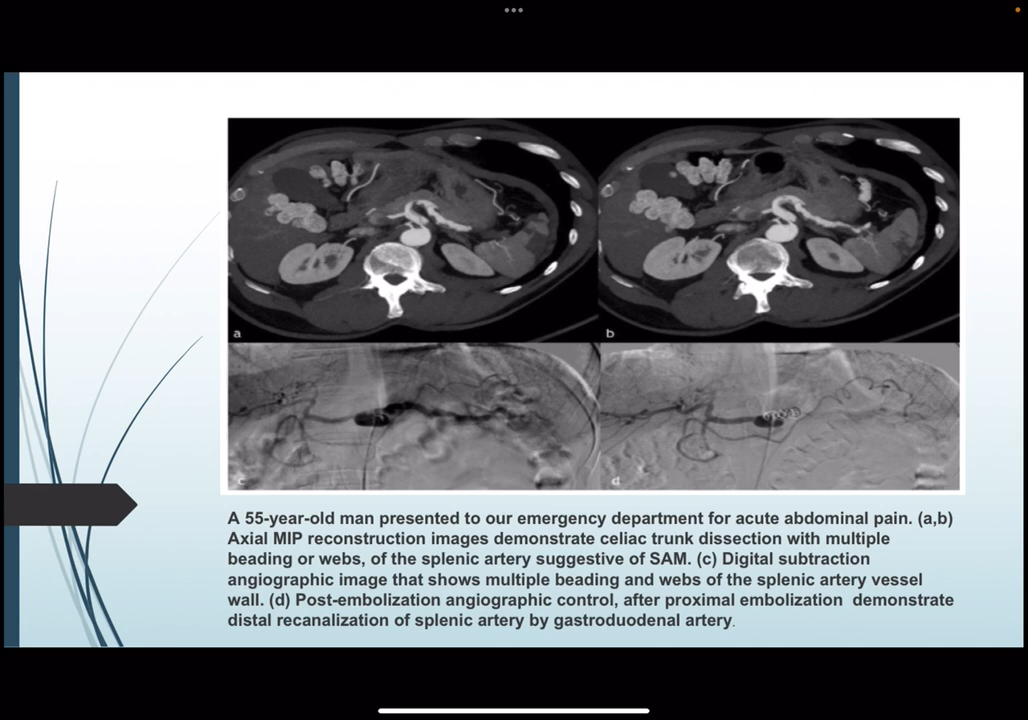 a
b
c
d
A 55-year-old man presented to our emergency department for acute abdominal pain. (a,b)
Axial MIP reconstruction images demonstrate celiac trunk dissection with multiple
beading or webs, of the splenic artery suggestive of SAM. (c) Digital subtraction
angiographic image that shows multiple beading and webs of the splenic artery vessel
wall. (d) Post-embolization angiographic control, after proximal embolization demonstrate
distal recanalization of splenic artery by gastroduodenal artery.